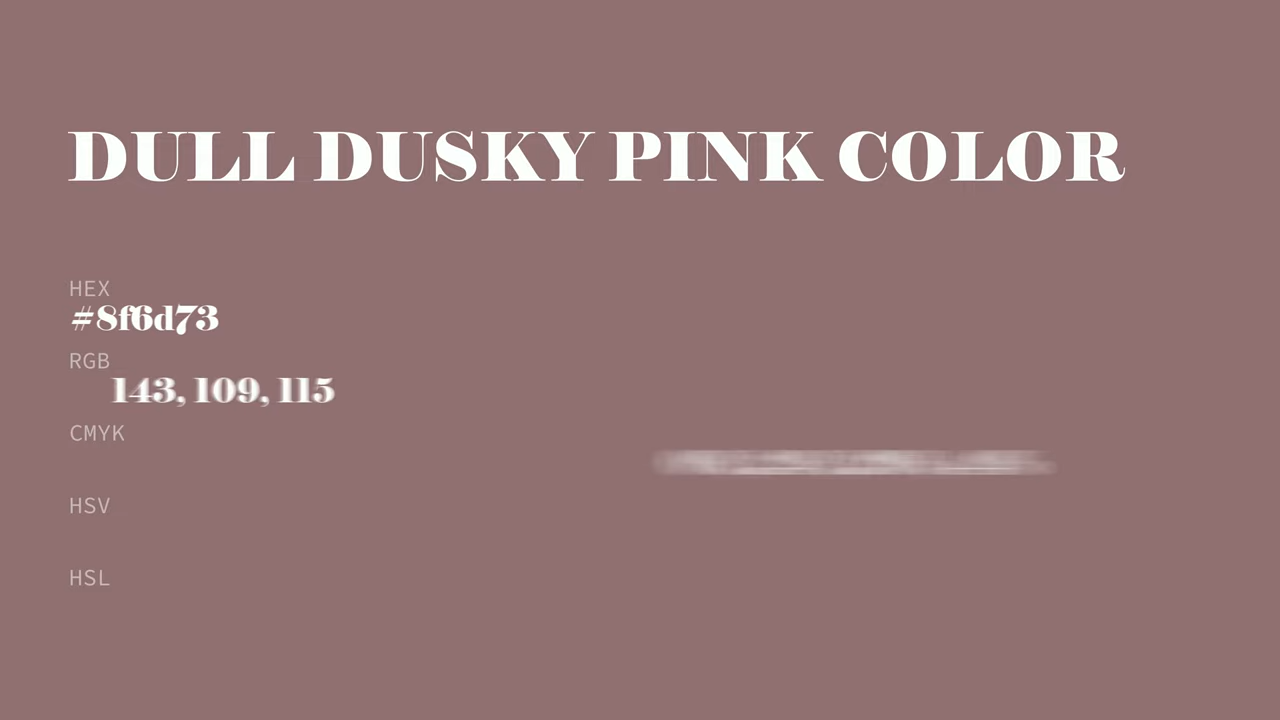 DULL DUSKY PINK COLOR
HEX
#8f6d73
RGB
143, 109, 115
CMYK
HSV
HSL